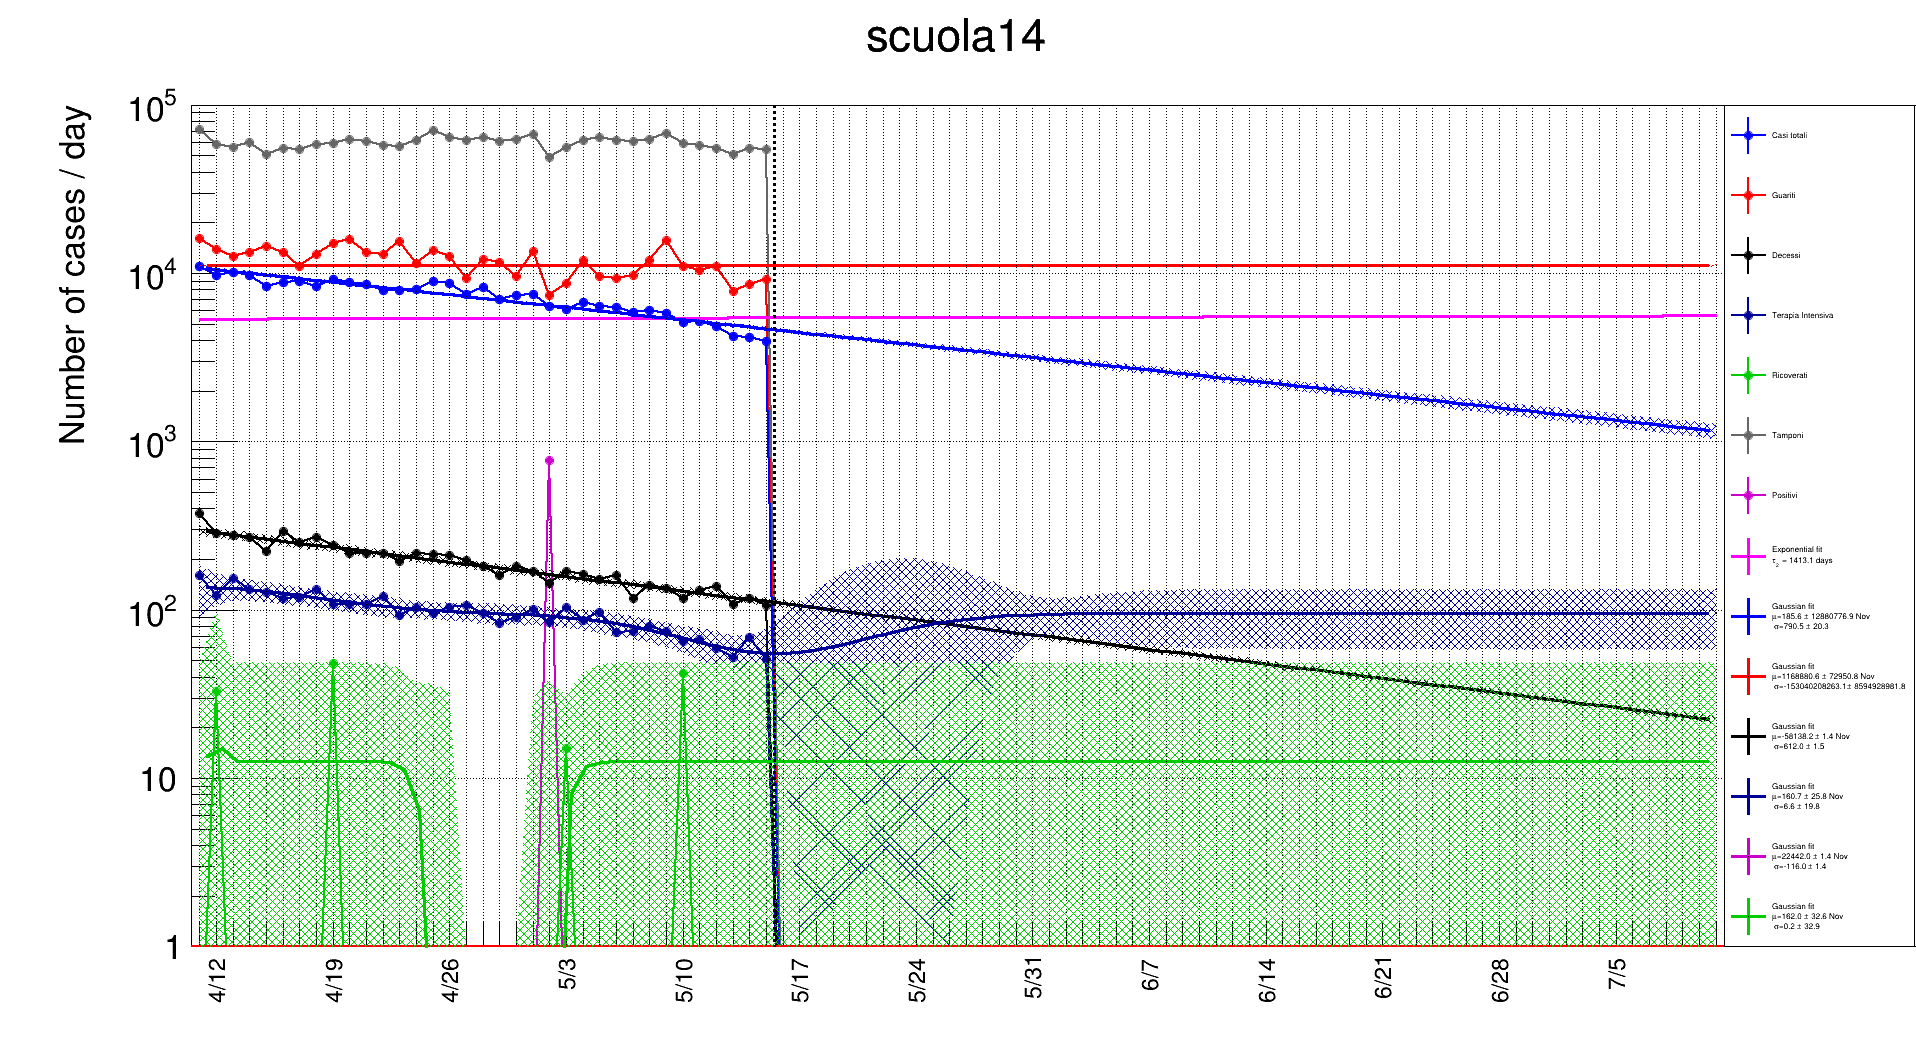 scuola14
Number of cases / day
10^5
10^4
10^3
10^2
10
1
4/12
4/19
4/26
5/3
5/10
5/17
5/24
5/31
6/7
6/14
6/21
6/28
7/5
Casi totali
Guariti
Decessi
Terapia Intensiva
Ricoverati
Tamponi
Positivi
Exponential fit
τ_2 = 1413.1 days
Gaussian fit
μ=185.6 ± 12880776.9 Nov
σ=790.5 ± 20.3
Gaussian fit
μ=1168880.6 ± 72950.8 Nov
σ=-153040208263.1± 8594928981.8
Gaussian fit
μ=-58138.2 ± 1.4 Nov
σ=612.0 ± 1.5
Gaussian fit
μ=160.7 ± 25.8 Nov
σ=6.6 ± 19.8
Gaussian fit
μ=22442.0 ± 1.4 Nov
σ=-116.0 ± 1.4
Gaussian fit
μ=162.0 ± 32.6 Nov
σ=0.2 ± 32.9